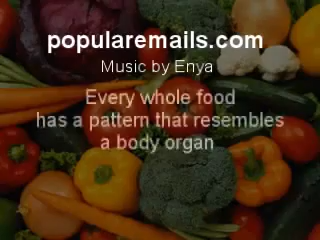 popularemails.com
Music by Enya
Every whole food
has a pattern that resembles
a body organ